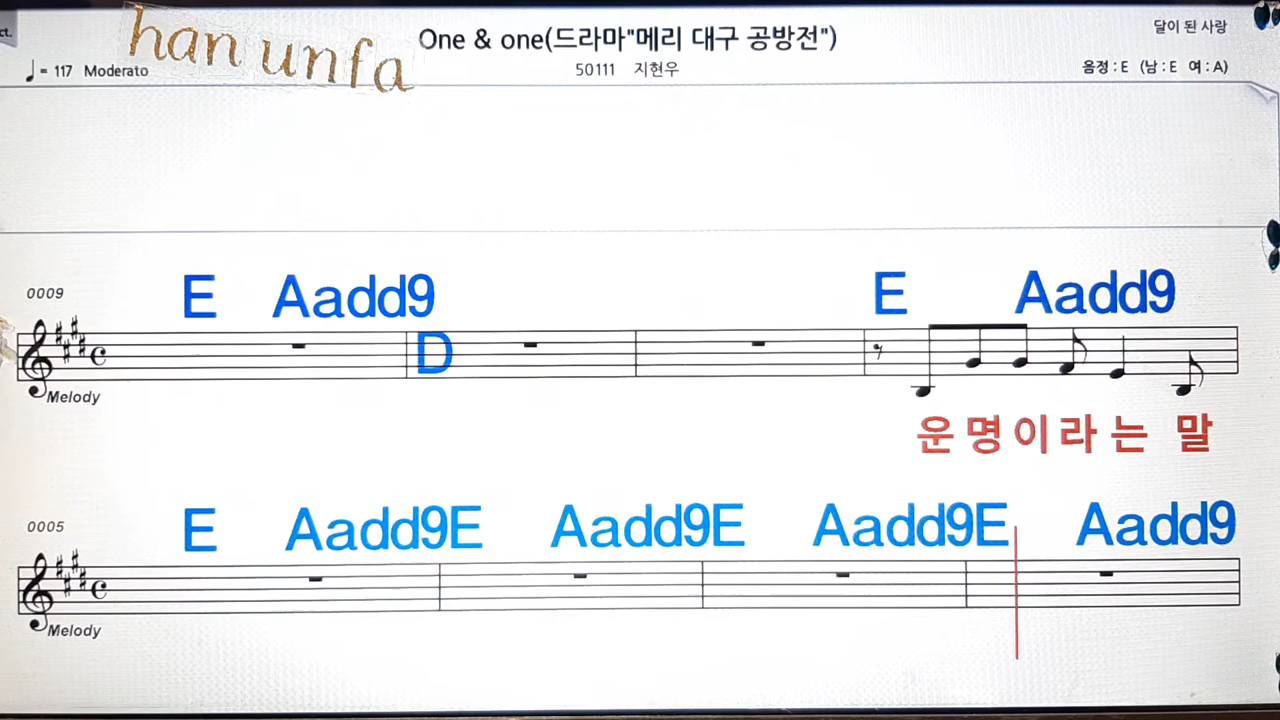 ct.
han unfa
One & one(드라마"메리 대구 공방전")
달이 된 사랑
♩= 117 Moderato
50111 지현우
음정 : E (남 : E 여 : A)
0009
E Aadd9 E Aadd9
D
Melody
운 명 이 라 는 말
0005
E Aadd9E Aadd9E Aadd9E Aadd9
Melody